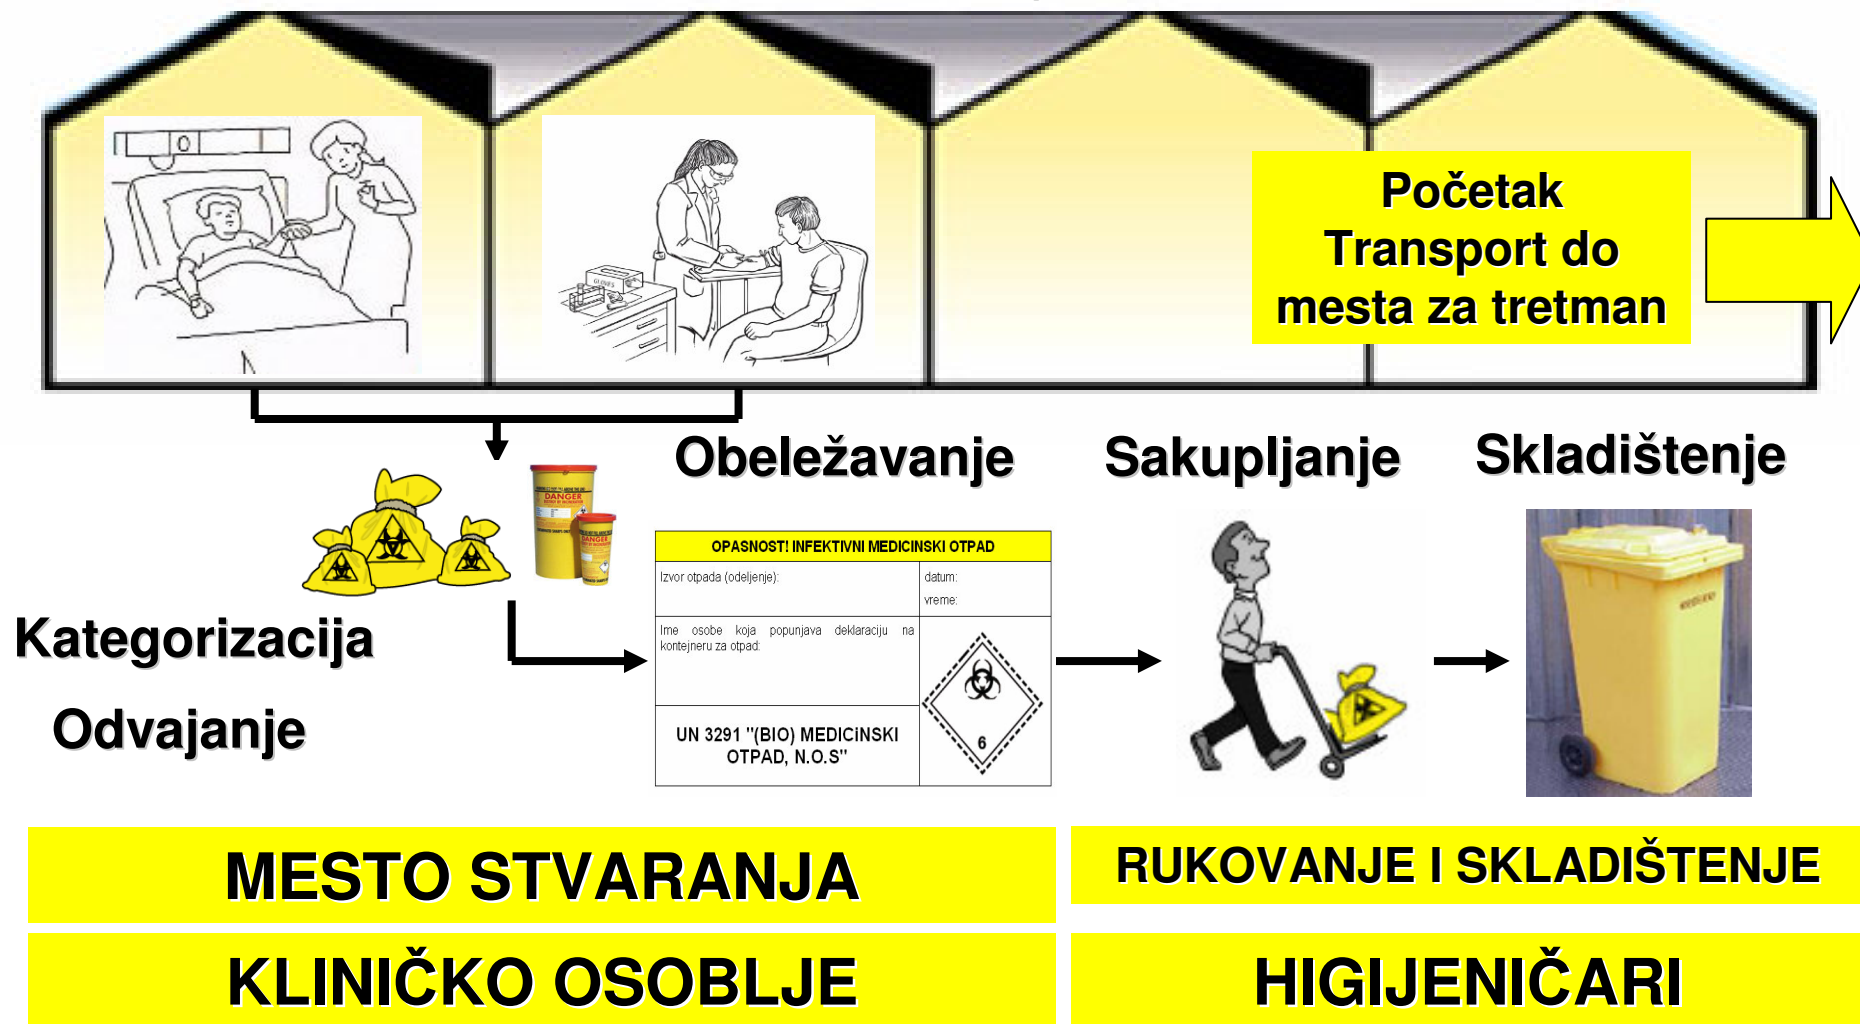 Početak
Transport do
mesta za tretman
GLOVES
Obeležavanje
Sakupljanje
Skladištenje
DANGER
DANGER
OPASNOST! INFEKTIVNI MEDICINSKI OTPAD
Izvor otpada (odeljenje):
datum:
vreme:
Ime osobe koja popunjava deklaraciju na
kontejneru za otpad:
UN 3291 "(BIO) MEDICiNSKI
OTPAD, N.O.S"
6
Kategorizacija
Odvajanje
MESTO STVARANJA
RUKOVANJE I SKLADIŠTENJE
KLINIČKO OSOBLJE
HIGIJENIČARI